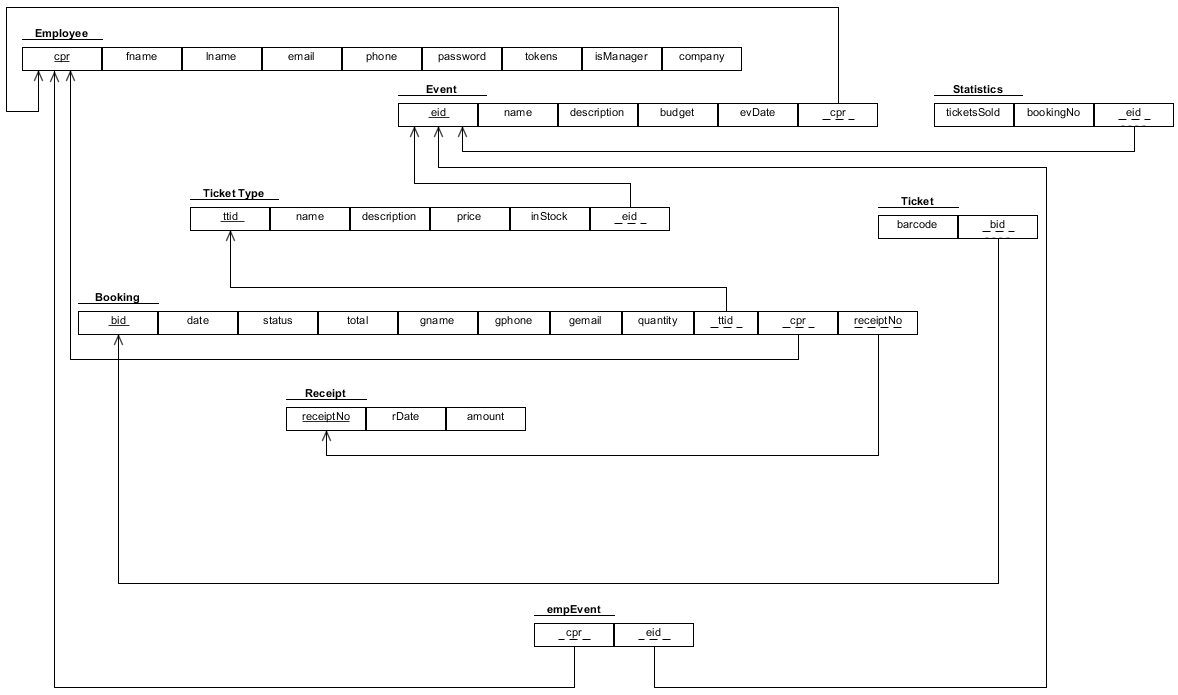 Employee
cpr fname lname email phone password tokens isManager company
Event
eid name description budget evDate cpr
Statistics
ticketsSold bookingNo eid
Ticket Type
ttid name description price inStock eid
Ticket
barcode bid
Booking
bid date status total gname gphone gemail quantity ttid cpr receiptNo
Receipt
receiptNo rDate amount
empEvent
cpr eid